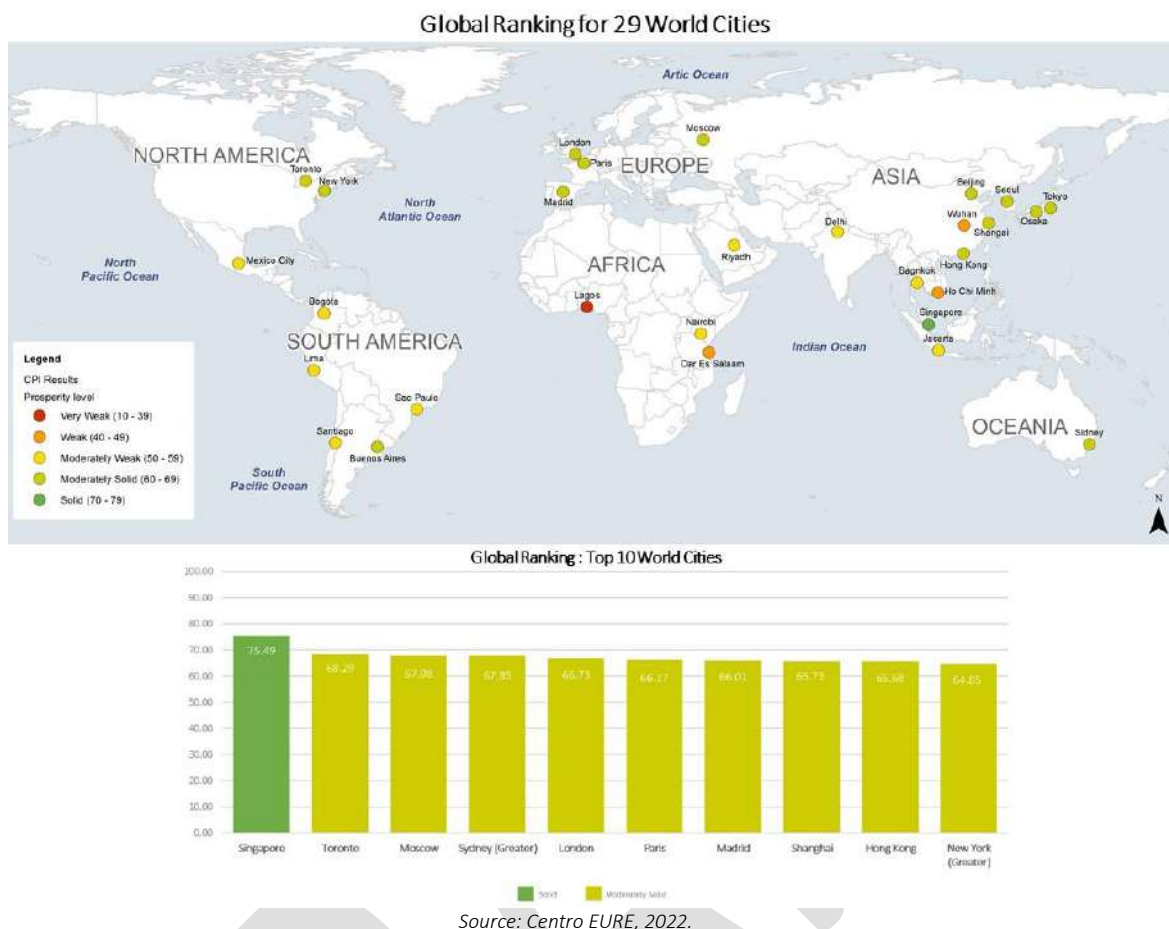 Global Ranking for 29 World Cities
Artic Ocean
Moscow
London
Paris
EUROPE
NORTH AMERICA
Toronto
New York
ASIA
Beijing
Seoul
Tokyo
Madrid
North
Atlantic Ocean
Wuhan
Osaka
Shangai
Delhi
Riyach
North
Pacific Ocean
Mexico City
AFRICA
Hong Kong
Bagnkok
Ho Chi Minh
Lagos
Bogota
Singapore
SOUTH AMERICA
Nairobi
Indian Ocean
Jacarta
Lima
Dar Es Salaam
Legend
CPI Results
Prosperity level
Very Weak (10 - 39)
Weak (40 - 49)
Moderately Weak (50 - 59)
Moderately Solid (60 - 69)
Solid (70 - 79)
Sao Paulo
Santiago
Buenos Aires
OCEANIA
Sidney
South
Pacific Ocean
N
Global Ranking : Top 10 World Cities
100.00
90.00
80.00
70.00
60.00
50.00
40.00
30.00
20.00
10.00
0.00
75.49
68.29
67.98
67.85
66.73
66.17
66.01
65.73
65.68
64.85
Singapore
Toronto
Moscow
Sydney (Greater)
London
Paris
Madrid
Shanghai
Hong Kong
New York
(Greater)
Solid
Moderately Solid
Source: Centro EURE, 2022.